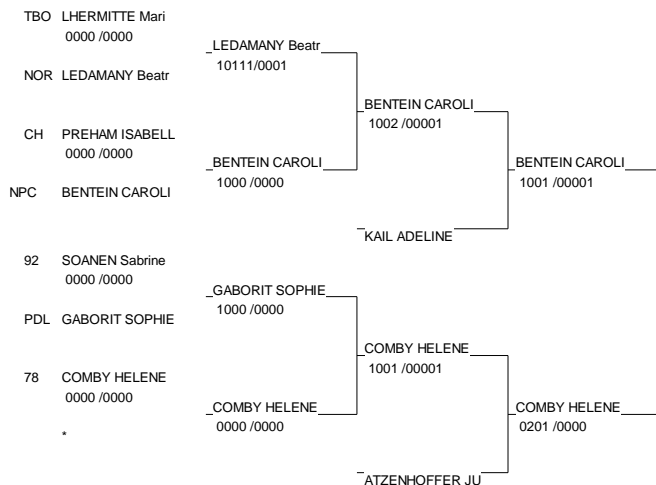 TBO LHERMITTE Mari
0000 /0000
LEDAMANY Beatr
10111/0001
NOR LEDAMANY Beatr
BENTEIN CAROLI
1002 /00001
CH PREHAM ISABELL
0000 /0000
BENTEIN CAROLI
1000 /0000
BENTEIN CAROLI
1001 /00001
NPC BENTEIN CAROLI
KAIL ADELINE
92 SOANEN Sabrine
0000 /0000
GABORIT SOPHIE
1000 /0000
PDL GABORIT SOPHIE
COMBY HELENE
1001 /00001
78 COMBY HELENE
0000 /0000
COMBY HELENE
0000 /0000
COMBY HELENE
0201 /0000
*
ATZENHOFFER JU